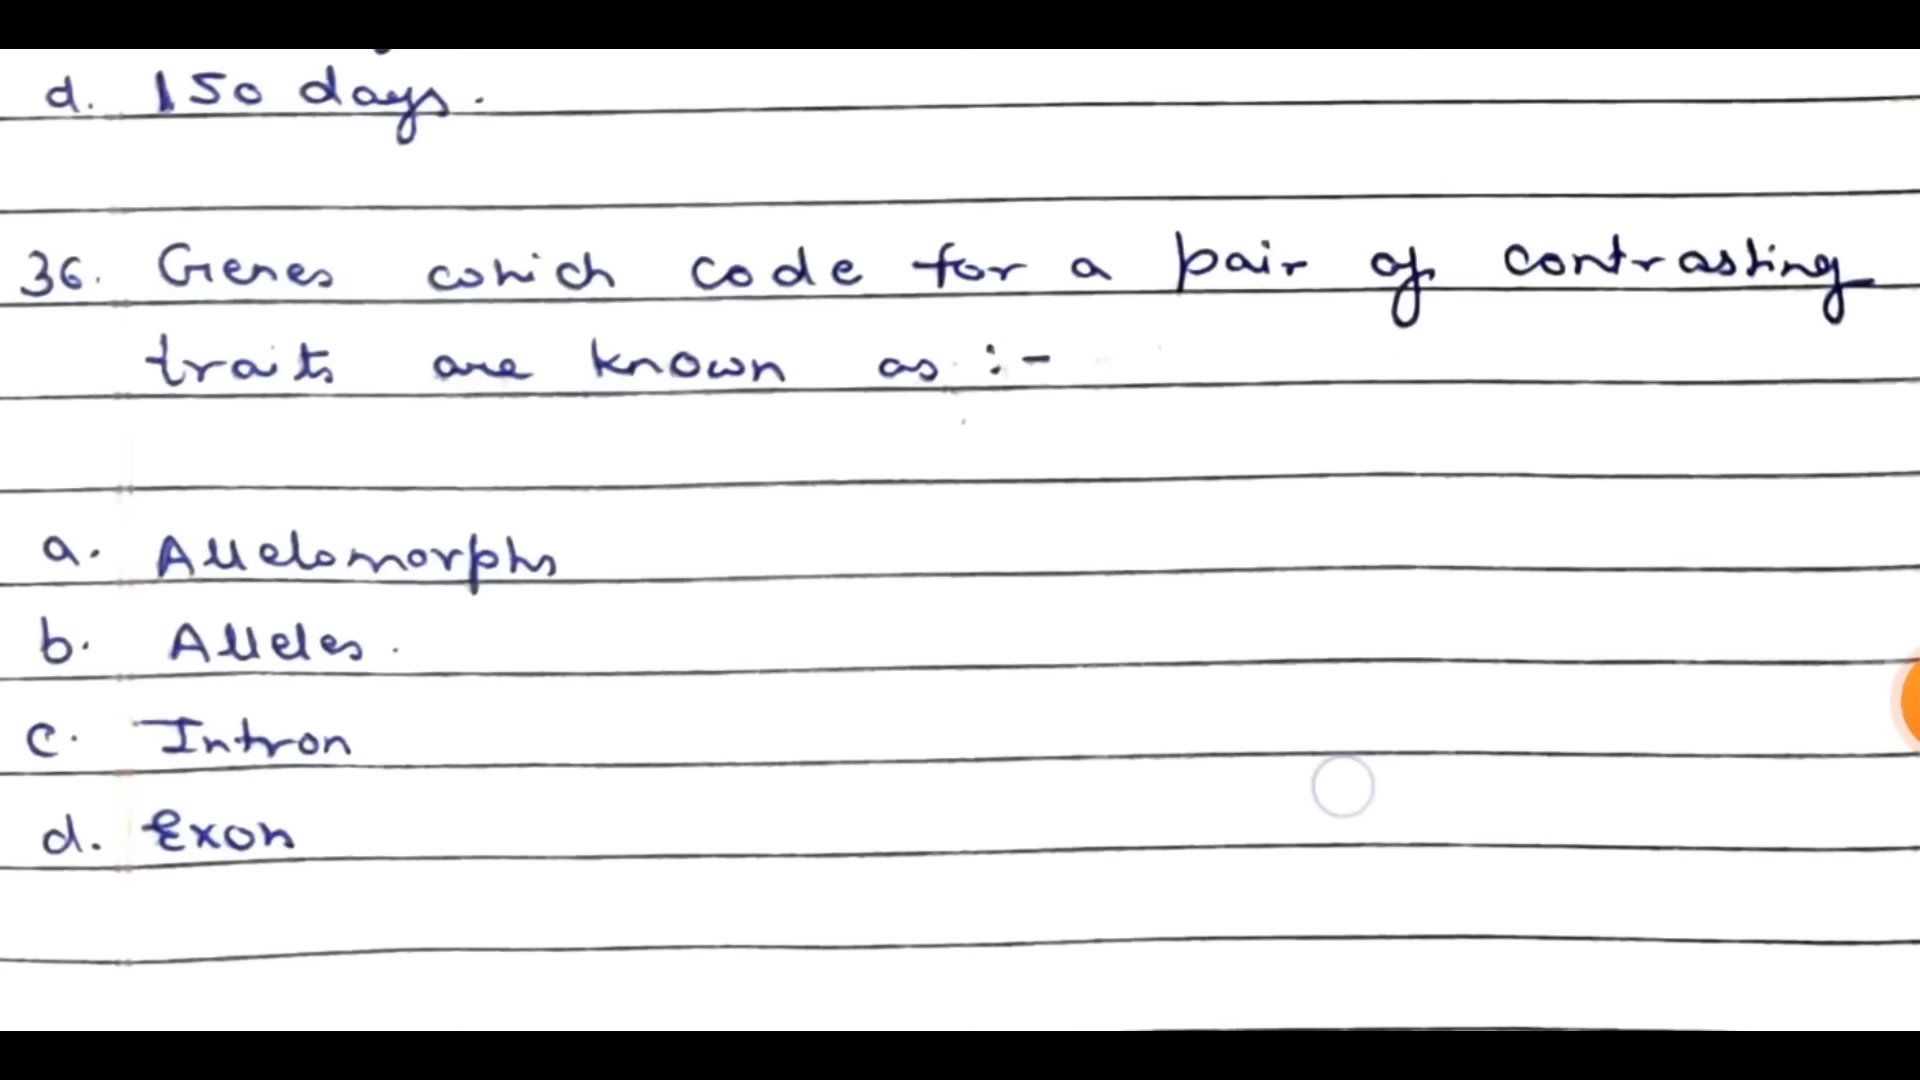 d. 150 days.
36. Genes which code for a pair of contrasting
traits are known as :-
a. Allelomorphs
b. Alleles.
c. Intron
d. Exon